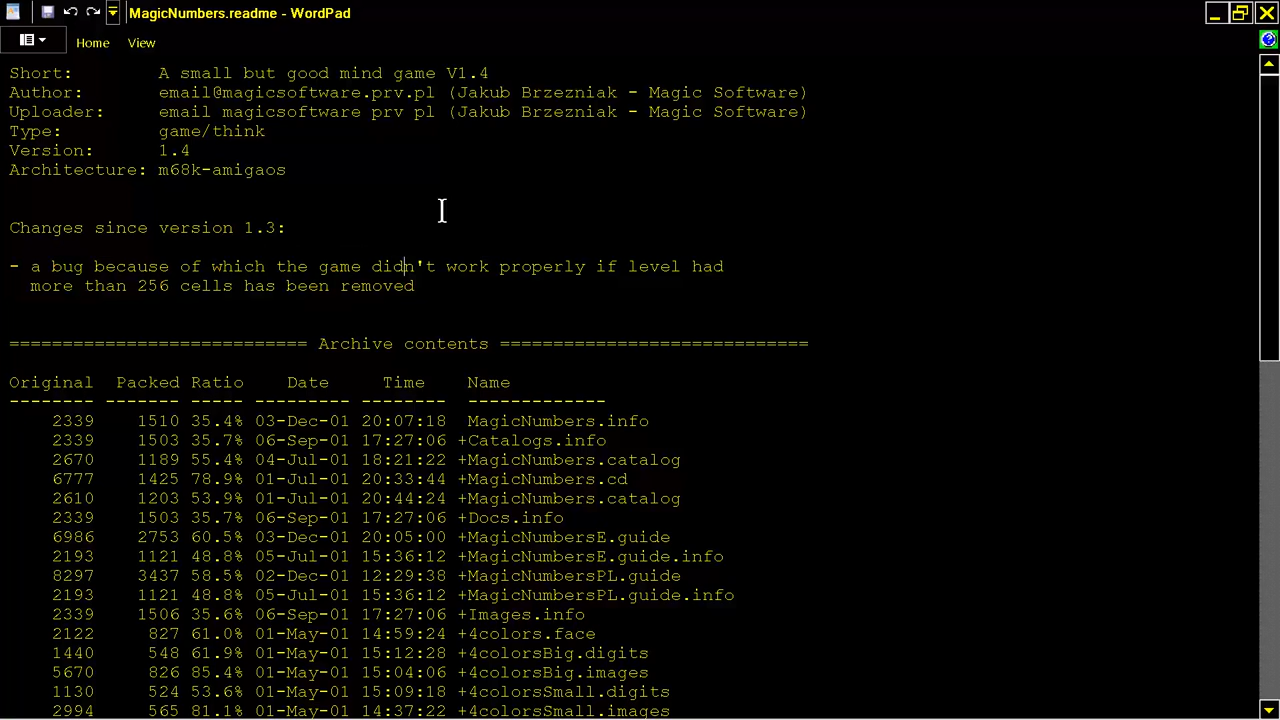 MagicNumbers.readme - WordPad
Home View
Short: A small but good mind game V1.4
Author: email@magicsoftware.prv.pl (Jakub Brzezniak - Magic Software)
Uploader: email magicsoftware prv pl (Jakub Brzezniak - Magic Software)
Type: game/think
Version: 1.4
Architecture: m68k-amigaos
Changes since version 1.3:
- a bug because of which the game didn't work properly if level had
more than 256 cells has been removed
============================ Archive contents =============================
Original Packed Ratio Date Time Name
-------- ------- ----- --------- -------- -------------
2339 1510 35.4% 03-Dec-01 20:07:18 MagicNumbers.info
2339 1503 35.7% 06-Sep-01 17:27:06 +Catalogs.info
2670 1189 55.4% 04-Jul-01 18:21:22 +MagicNumbers.catalog
6777 1425 78.9% 01-Jul-01 20:33:44 +MagicNumbers.cd
2610 1203 53.9% 01-Jul-01 20:44:24 +MagicNumbers.catalog
2339 1503 35.7% 06-Sep-01 17:27:06 +Docs.info
6986 2753 60.5% 03-Dec-01 20:05:00 +MagicNumbersE.guide
2193 1121 48.8% 05-Jul-01 15:36:12 +MagicNumbersE.guide.info
8297 3437 58.5% 02-Dec-01 12:29:38 +MagicNumbersPL.guide
2193 1121 48.8% 05-Jul-01 15:36:12 +MagicNumbersPL.guide.info
2339 1506 35.6% 06-Sep-01 17:27:06 +Images.info
2122 827 61.0% 01-May-01 14:59:24 +4colors.face
1440 548 61.9% 01-May-01 15:12:28 +4colorsBig.digits
5670 826 85.4% 01-May-01 15:04:06 +4colorsBig.images
1130 524 53.6% 01-May-01 15:09:18 +4colorsSmall.digits
2994 565 81.1% 01-May-01 14:37:22 +4colorsSmall.images